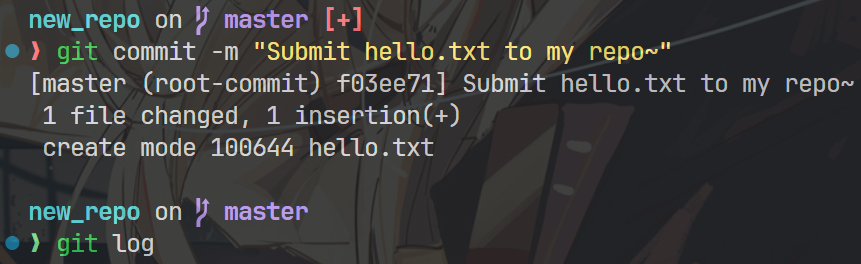 new_repo on master [+]
❯ git commit -m "Submit hello.txt to my repo~"
[master (root-commit) f03ee71] Submit hello.txt to my repo~
 1 file changed, 1 insertion(+)
 create mode 100644 hello.txt
new_repo on master
❯ git log